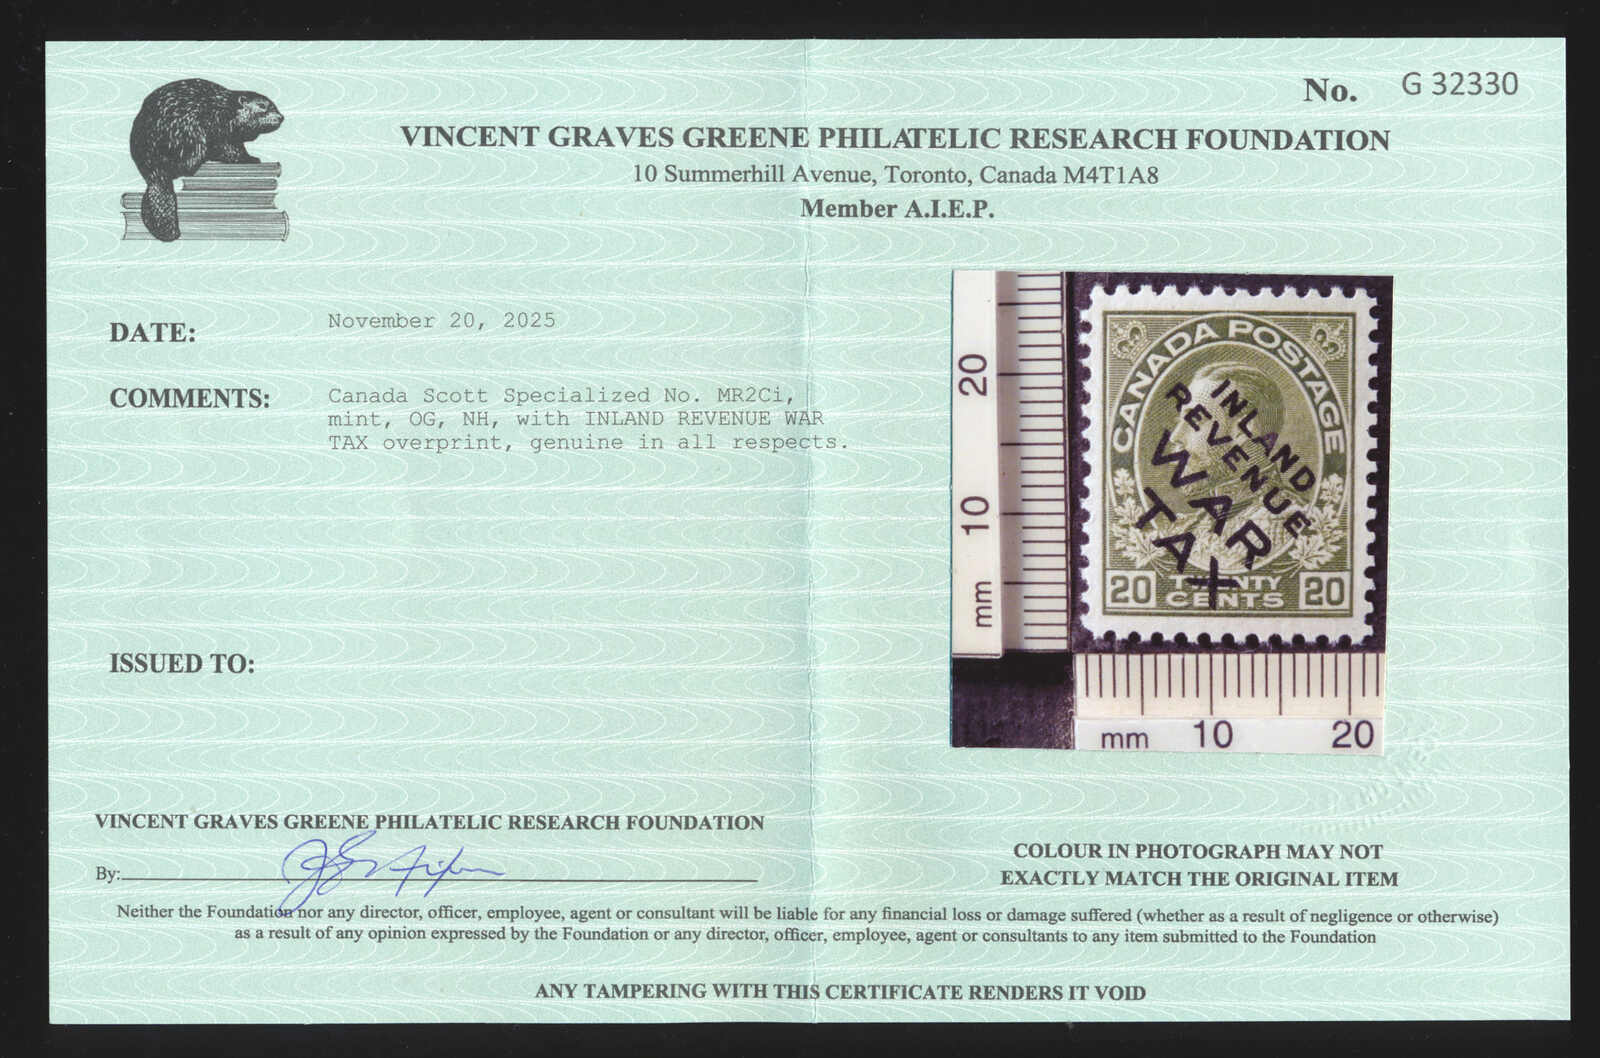 No. G 32330
VINCENT GRAVES GREENE PHILATELIC RESEARCH FOUNDATION
10 Summerhill Avenue, Toronto, Canada M4T1A8
Member A.I.E.P.
DATE: November 20, 2025
COMMENTS: Canada Scott Specialized No. MR2Ci,
mint, OG, NH, with INLAND REVENUE WAR
TAX overprint, genuine in all respects.
20
10
mm
CANADA POSTAGE
INLAND
REVENUE
WAR
TAX
20 TWENTY 20
CENTS
mm 10 20
ISSUED TO:
VINCENT GRAVES GREENE PHILATELIC RESEARCH FOUNDATION
By:
COLOUR IN PHOTOGRAPH MAY NOT
EXACTLY MATCH THE ORIGINAL ITEM
Neither the Foundation nor any director, officer, employee, agent or consultant will be liable for any financial loss or damage suffered (whether as a result of negligence or otherwise)
as a result of any opinion expressed by the Foundation or any director, officer, employee, agent or consultants to any item submitted to the Foundation
ANY TAMPERING WITH THIS CERTIFICATE RENDERS IT VOID